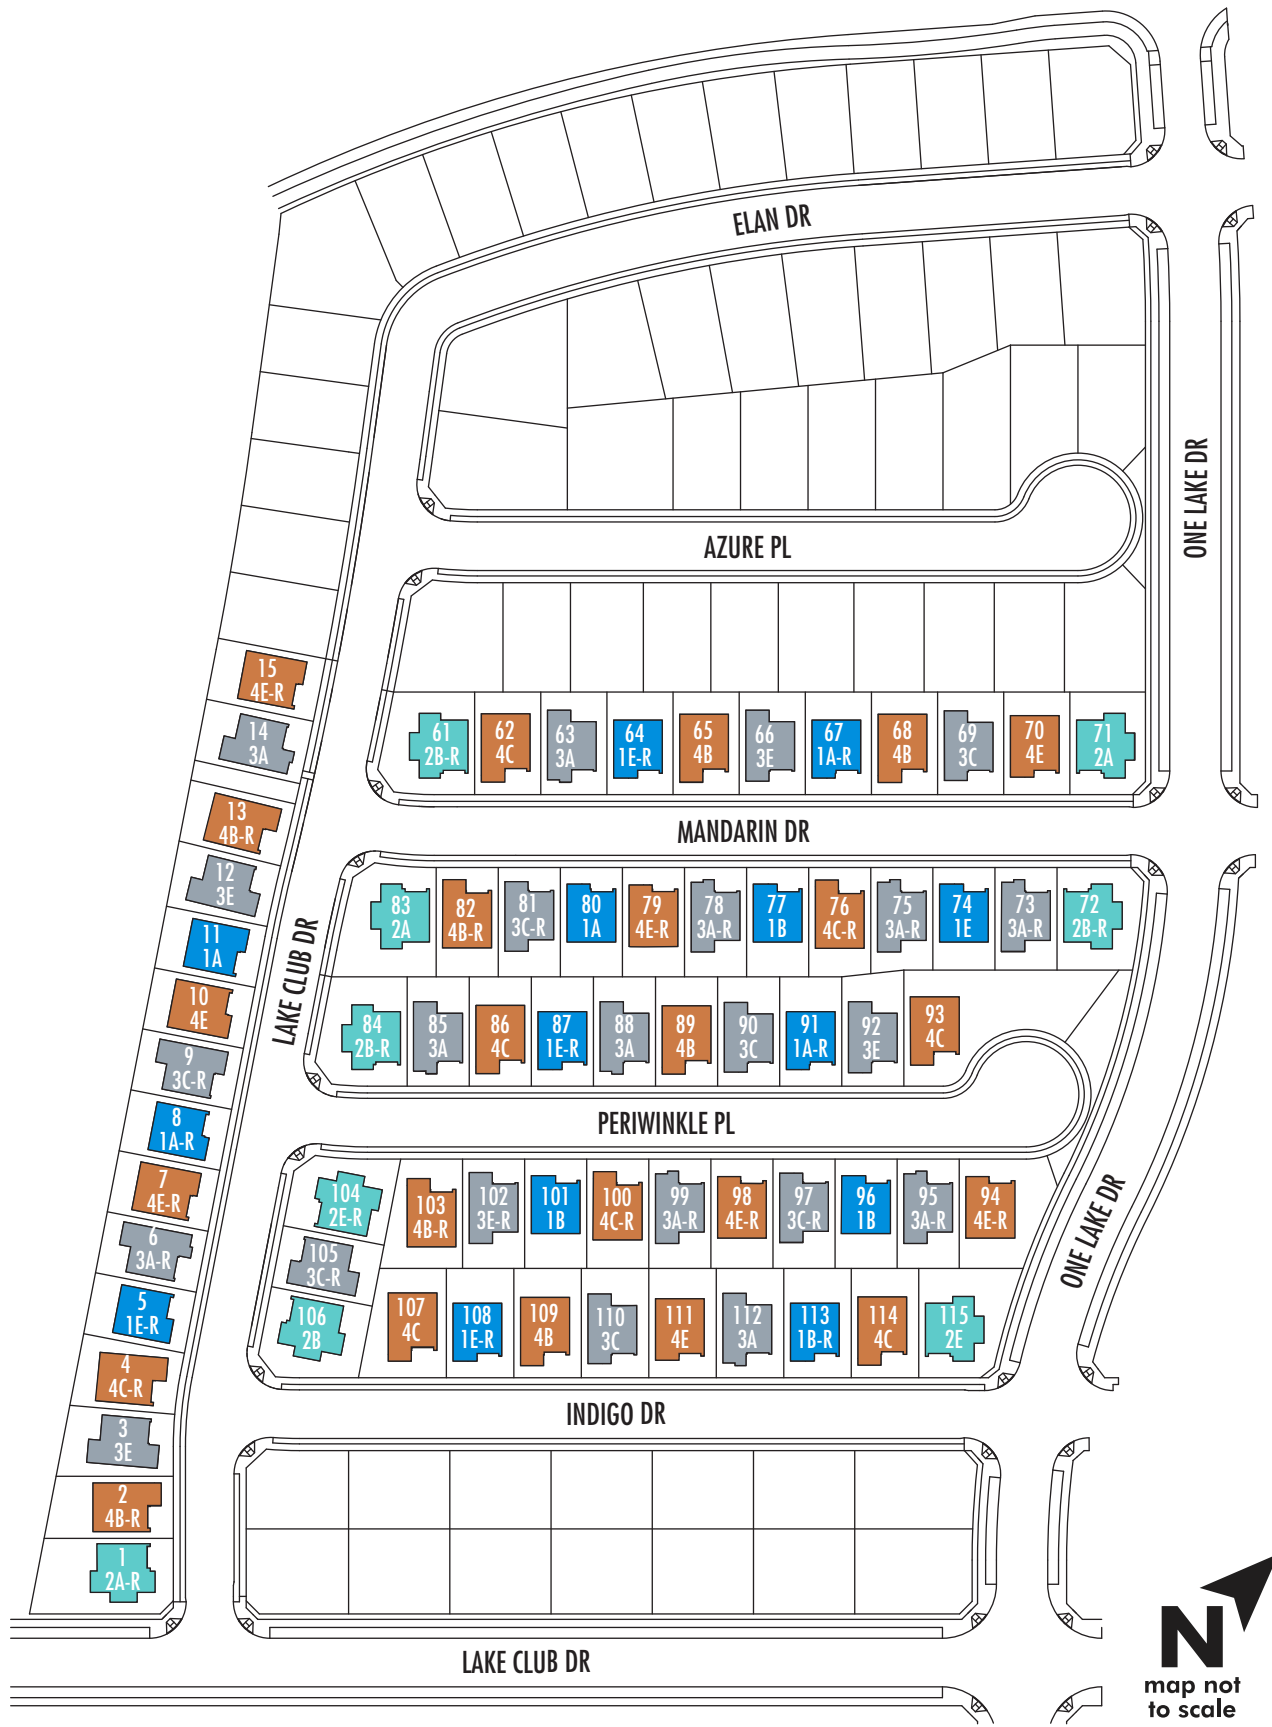 ELAN DR
ONE LAKE DR
AZURE PL
15
4E-R
14
3A
61
2B-R
62
4C
63
3A
64
1E-R
65
4B
66
3E
67
1A-R
68
4B
69
3C
70
4E
71
2A
13
4B-R
MANDARIN DR
12
3E
83
2A
82
4B-R
81
3C-R
80
1A
79
4E-R
78
3A-R
77
1B
76
4C-R
75
3A-R
74
1E
73
3A-R
72
2B-R
11
1A
LAKE CLUB DR
10
4E
84
2B-R
85
3A
86
4C
87
1E-R
88
3A
89
4B
90
3C
91
1A-R
92
3E
93
4C
9
3C-R
8
1A-R
PERIWINKLE PL
7
4E-R
104
2E-R
103
4B-R
102
3E-R
101
1B
100
4C-R
99
3A-R
98
4E-R
97
3C-R
96
1B
95
3A-R
94
4E-R
6
3A-R
105
3C-R
ONE LAKE DR
5
1E-R
106
2B
107
4C
108
1E-R
109
4B
110
3C
111
4E
112
3A
113
1B-R
114
4C
115
2E
4
4C-R
INDIGO DR
3
3E
2
4B-R
1
2A-R
LAKE CLUB DR
N
map not
to scale